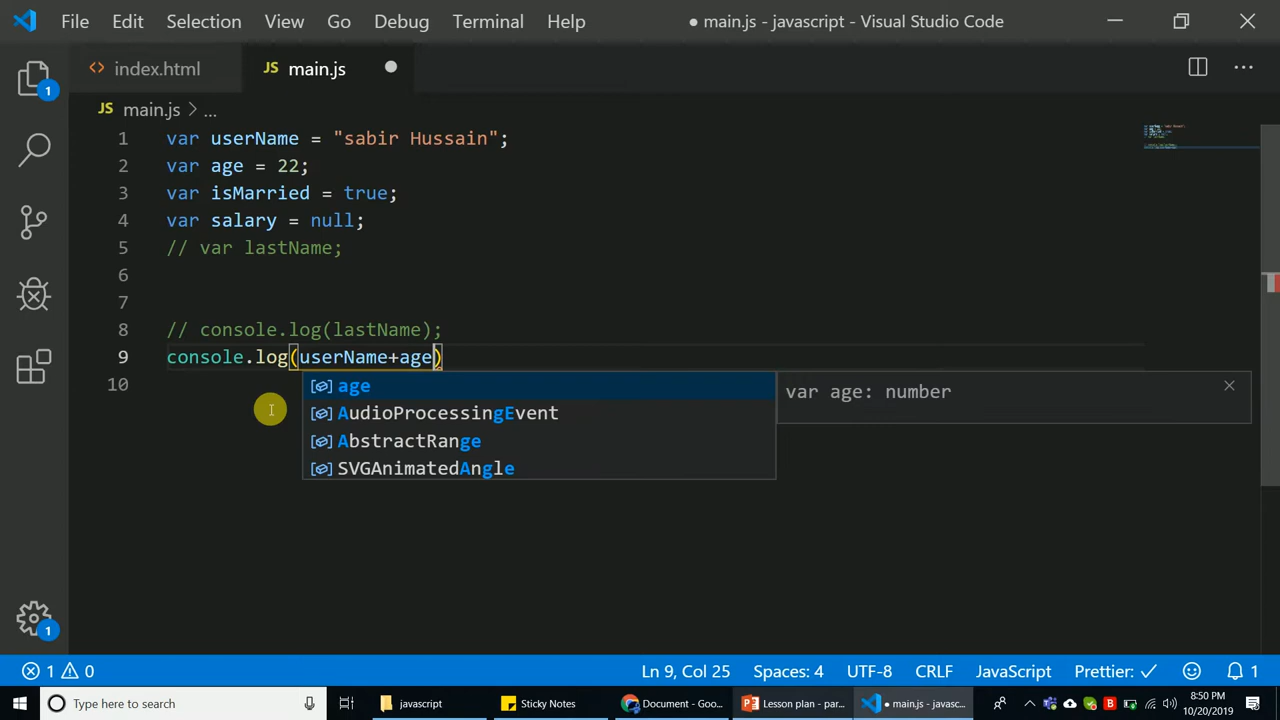 File Edit Selection View Go Debug Terminal Help ● main.js - javascript - Visual Studio Code
<> index.html JS main.js ●
JS main.js > ...
1 var userName = "sabir Hussain";
2 var age = 22;
3 var isMarried = true;
4 var salary = null;
5 // var lastName;
6
7
8 // console.log(lastName);
9 console.log(userName+age)
10
age var age: number
AudioProcessingEvent
AbstractRange
SVGAnimatedAngle
1
1
1 0 Ln 9, Col 25 Spaces: 4 UTF-8 CRLF JavaScript Prettier: ✓ 1
Type here to search javascript Sticky Notes Document - Goo... Lesson plan - par... ● main.js - javasc... 8:50 PM
10/20/2019